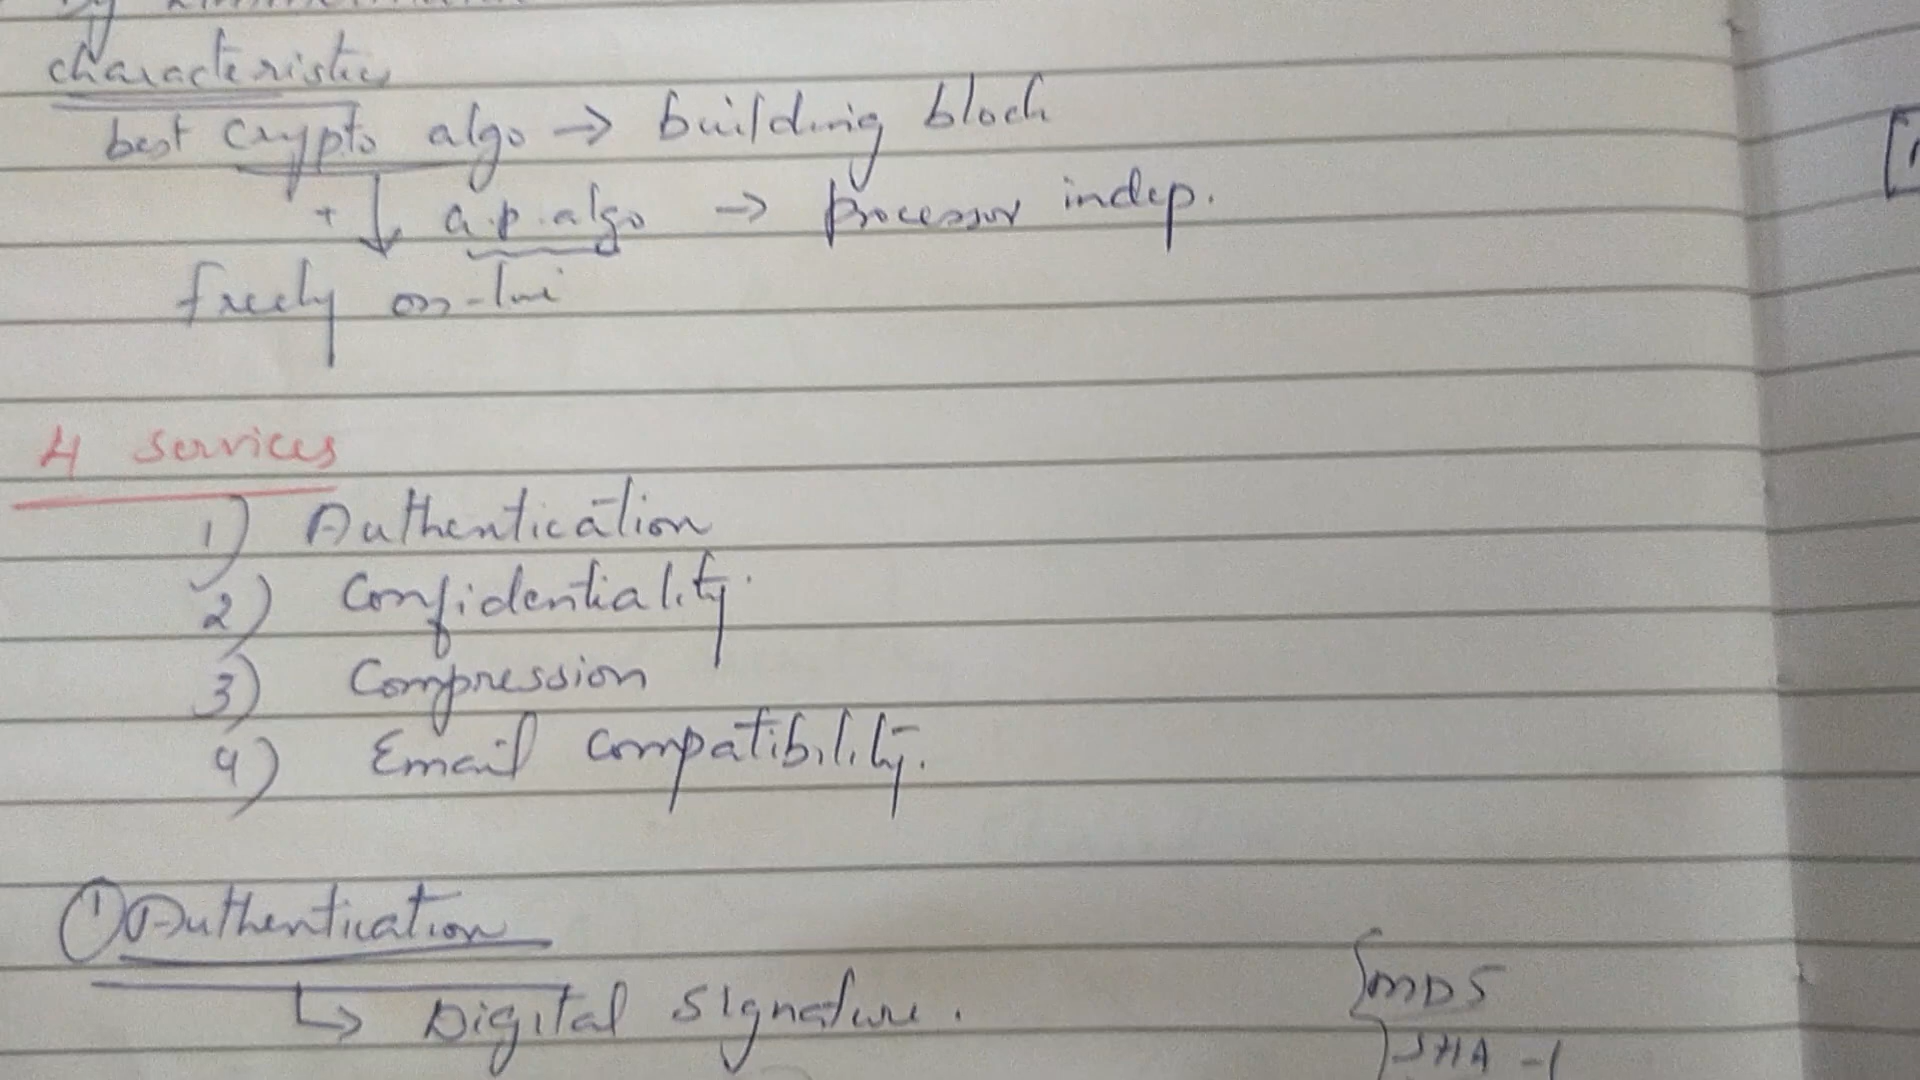 By
characteristics
best crypto algo → building block
+ ↓ a.p. algo → processor indep.
freely on-line
4 services
1) Authentication
2) Confidentiality.
3) Compression
4) Email compatibility.
① Authentication
↳ Digital Signature.
{ MD5
SHA-1